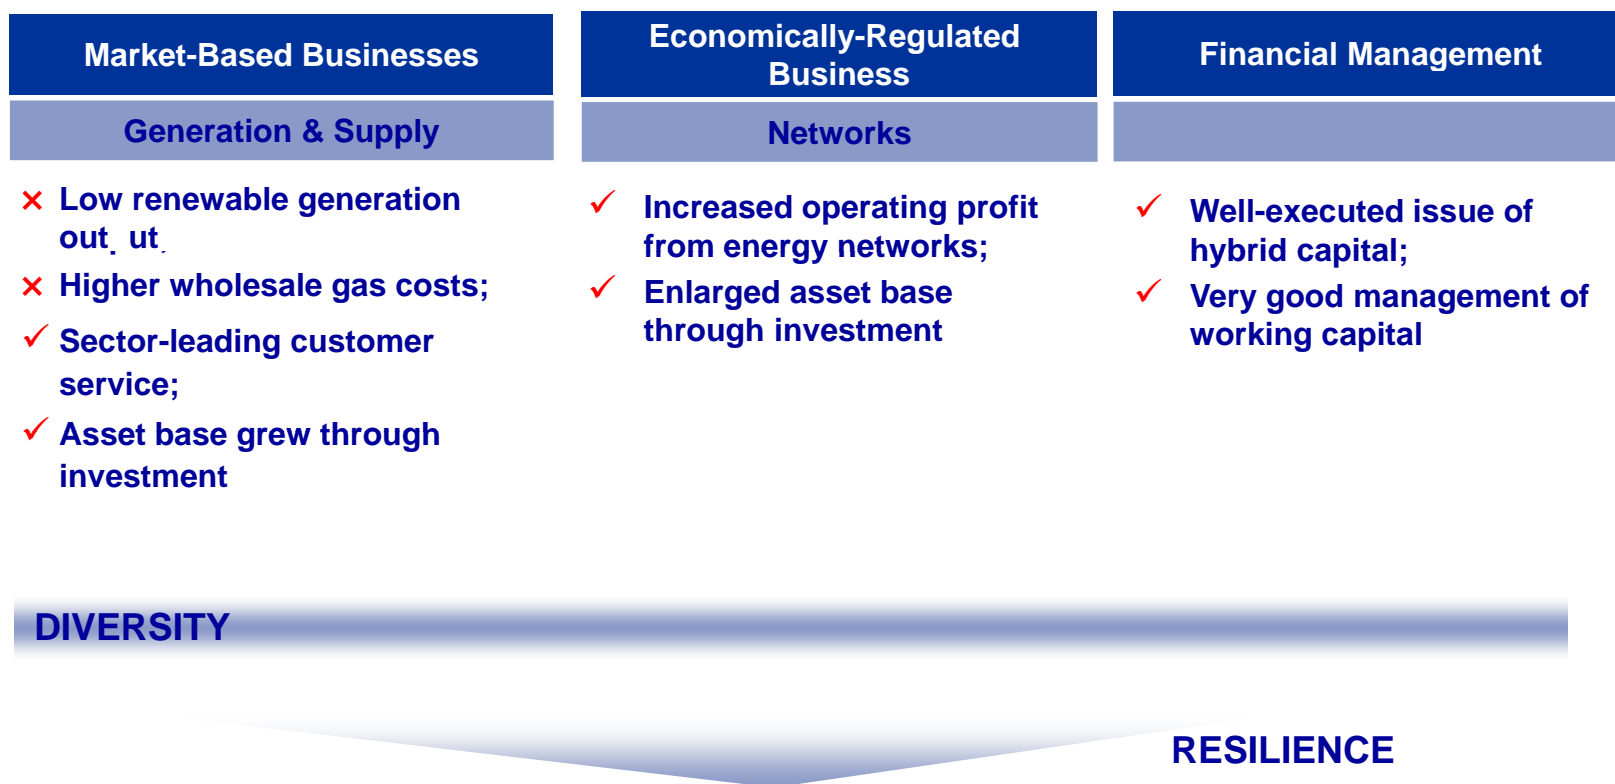 Market-Based Businesses
Generation & Supply
× Low renewable generation
× Higher wholesale gas costs;
✓ Sector-leading customer
service;
✓ Asset base grew through
investment
Economically-Regulated
Business
Networks
✓ Increased operating profit
from energy networks;
✓ Enlarged asset base
through investment
Financial Management
✓ Well-executed issue of
hybrid capital;
✓ Very good management of
working capital
DIVERSITY
RESILIENCE